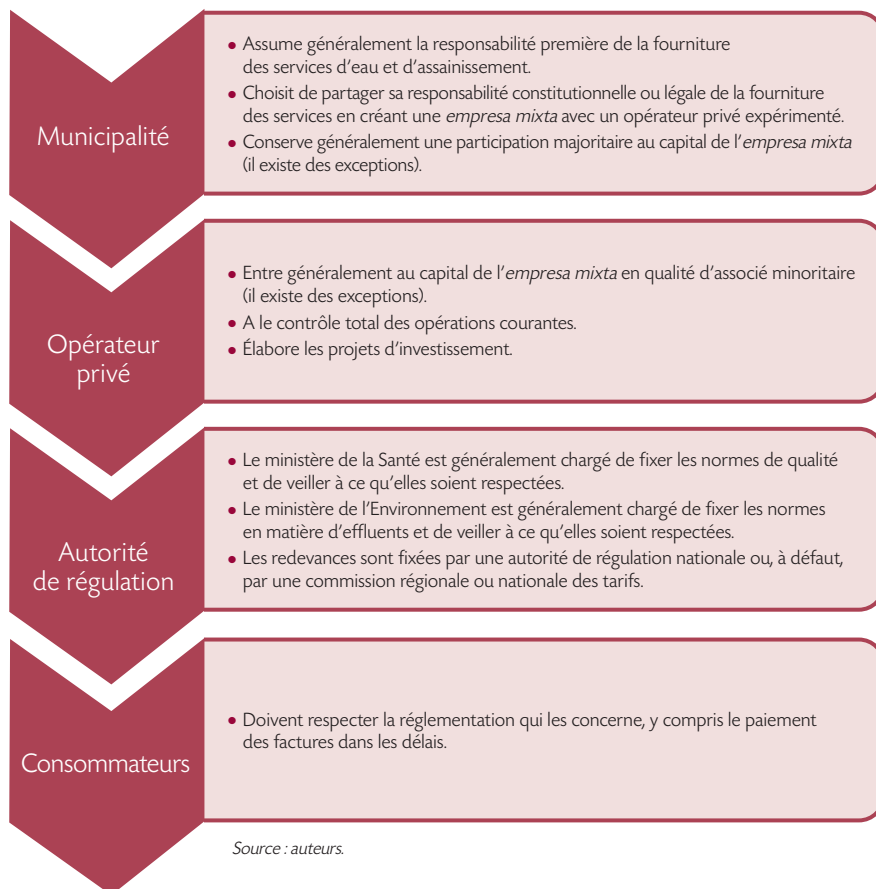 Municipalité
• Assume généralement la responsabilité première de la fourniture
des services d'eau et d'assainissement.
• Choisit de partager sa responsabilité constitutionnelle ou légale de la fourniture
des services en créant une empresa mixta avec un opérateur privé expérimenté.
• Conserve généralement une participation majoritaire au capital de l'empresa mixta
(il existe des exceptions).
Opérateur
privé
• Entre généralement au capital de l'empresa mixta en qualité d'associé minoritaire
(il existe des exceptions).
• A le contrôle total des opérations courantes.
• Élabore les projets d'investissement.
Autorité
de régulation
• Le ministère de la Santé est généralement chargé de fixer les normes de qualité
et de veiller à ce qu'elles soient respectées.
• Le ministère de l'Environnement est généralement chargé de fixer les normes
en matière d'effluents et de veiller à ce qu'elles soient respectées.
• Les redevances sont fixées par une autorité de régulation nationale ou, à défaut,
par une commission régionale ou nationale des tarifs.
Consommateurs
• Doivent respecter la réglementation qui les concerne, y compris le paiement
des factures dans les délais.
Source : auteurs.